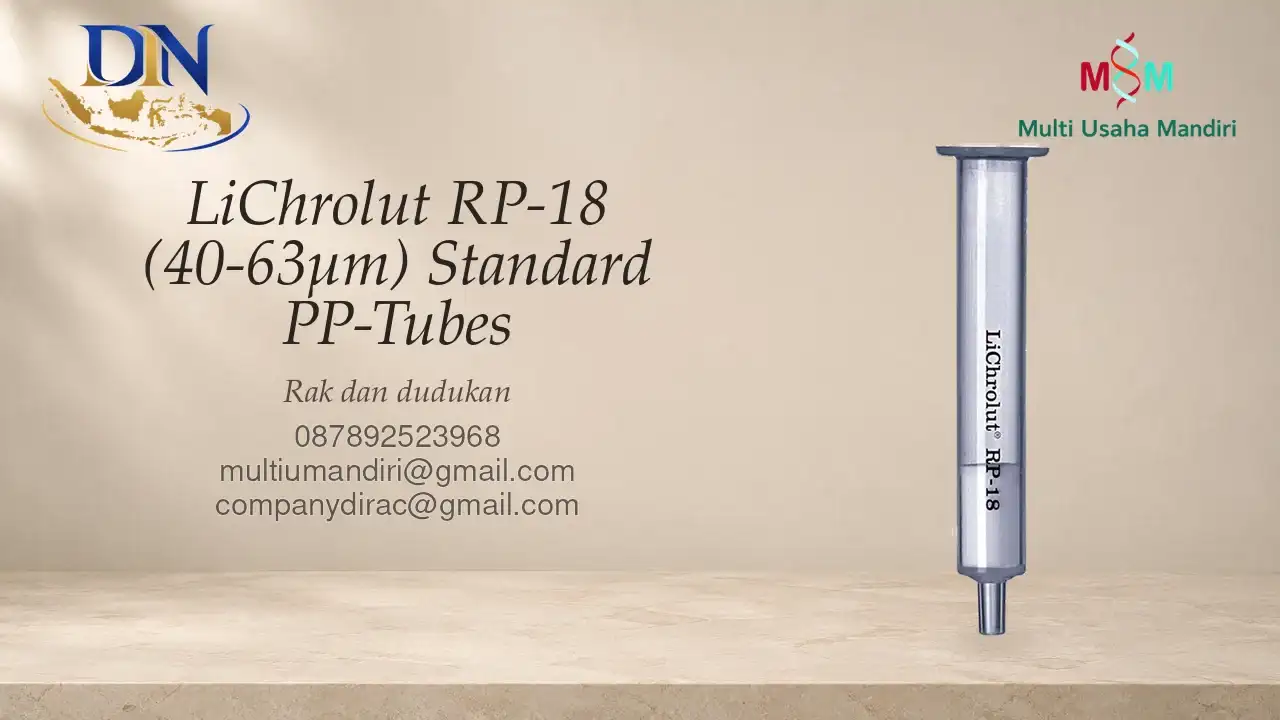 DN
MSM
Multi Usaha Mandiri
LiChrolut RP-18
(40-63µm) Standard
PP-Tubes
Rak dan dudukan
087892523968
multiumandiri@gmail.com
companydirac@gmail.com
LiChrolut® RP-18